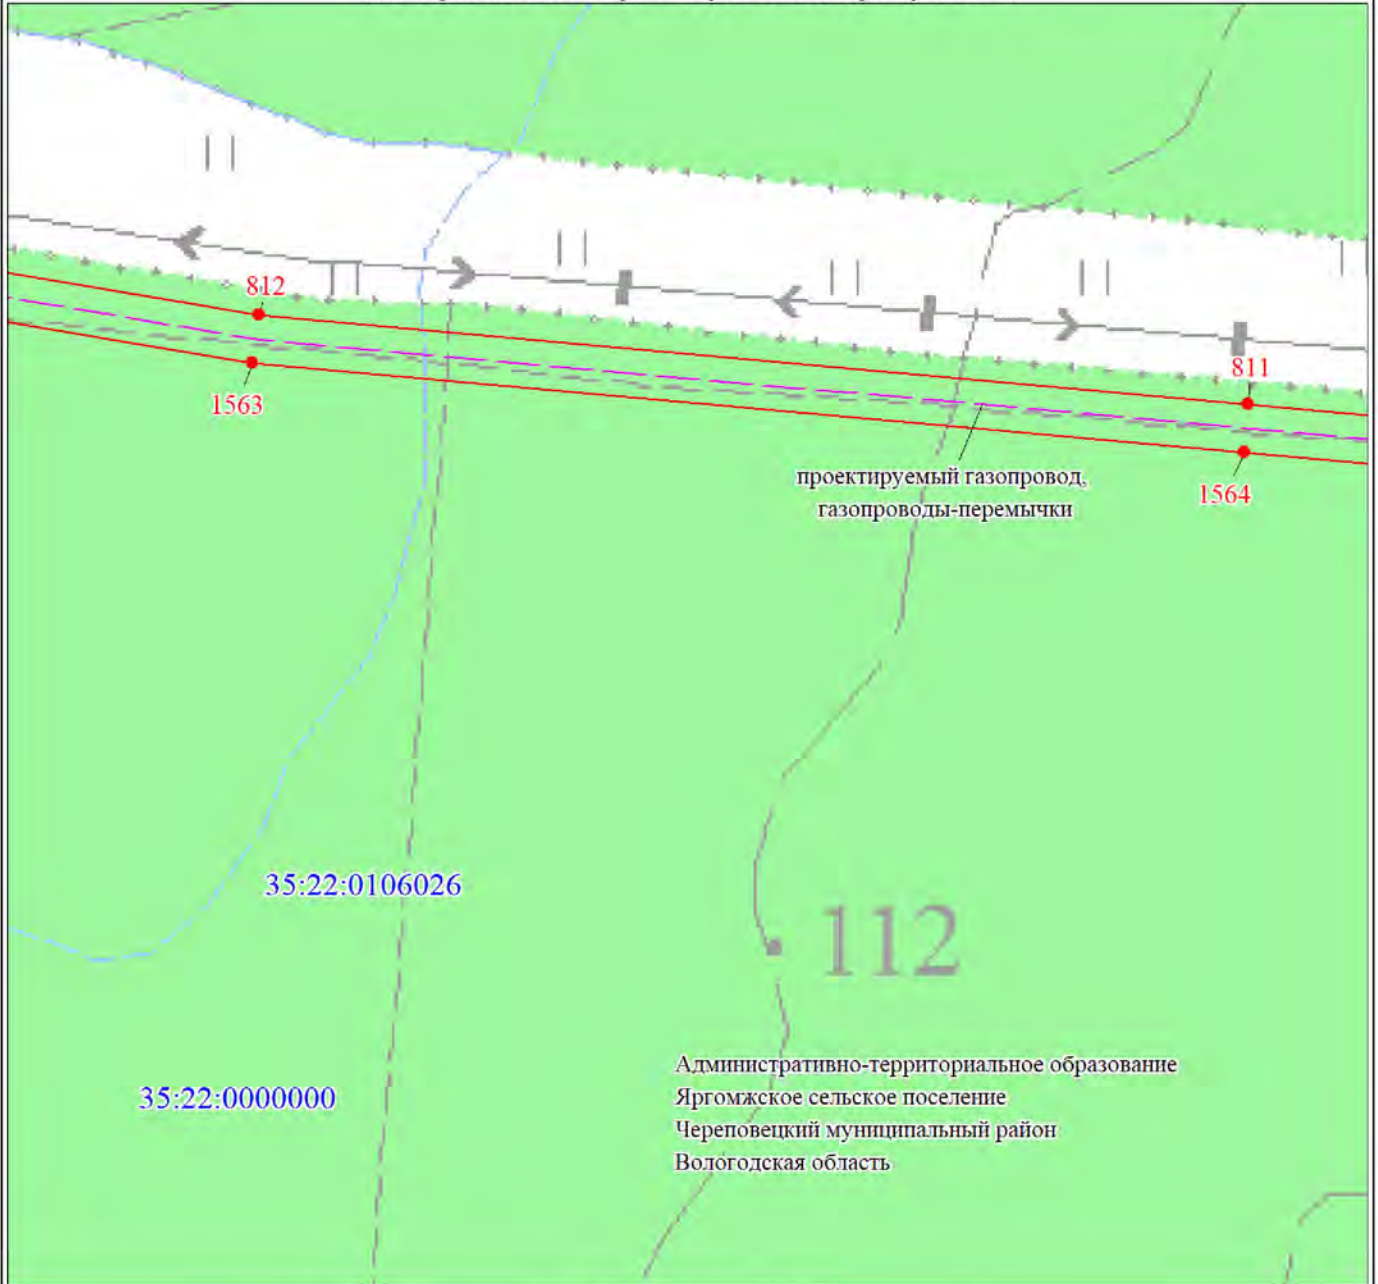 812
811
1563
1564
проектируемый газопровод,
газопроводы-перемычки
35:22:0106026
112
Административно-территориальное образование
Яргомжское сельское поселение
Череповецкий муниципальный район
Вологодская область
35:22:0000000